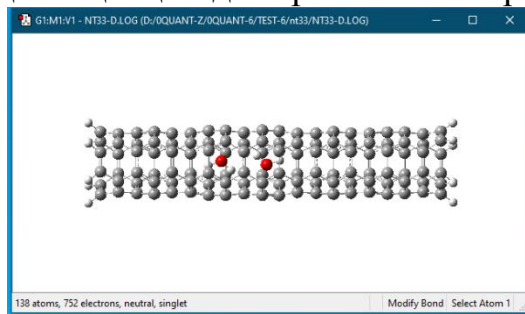 G1:M1:V1 - NT33-D.LOG (D:/0QUANT-Z/0QUANT-6/TEST-6/nt33/NT33-D.LOG)
138 atoms, 752 electrons, neutral, singlet
Modify Bond
Select Atom 1